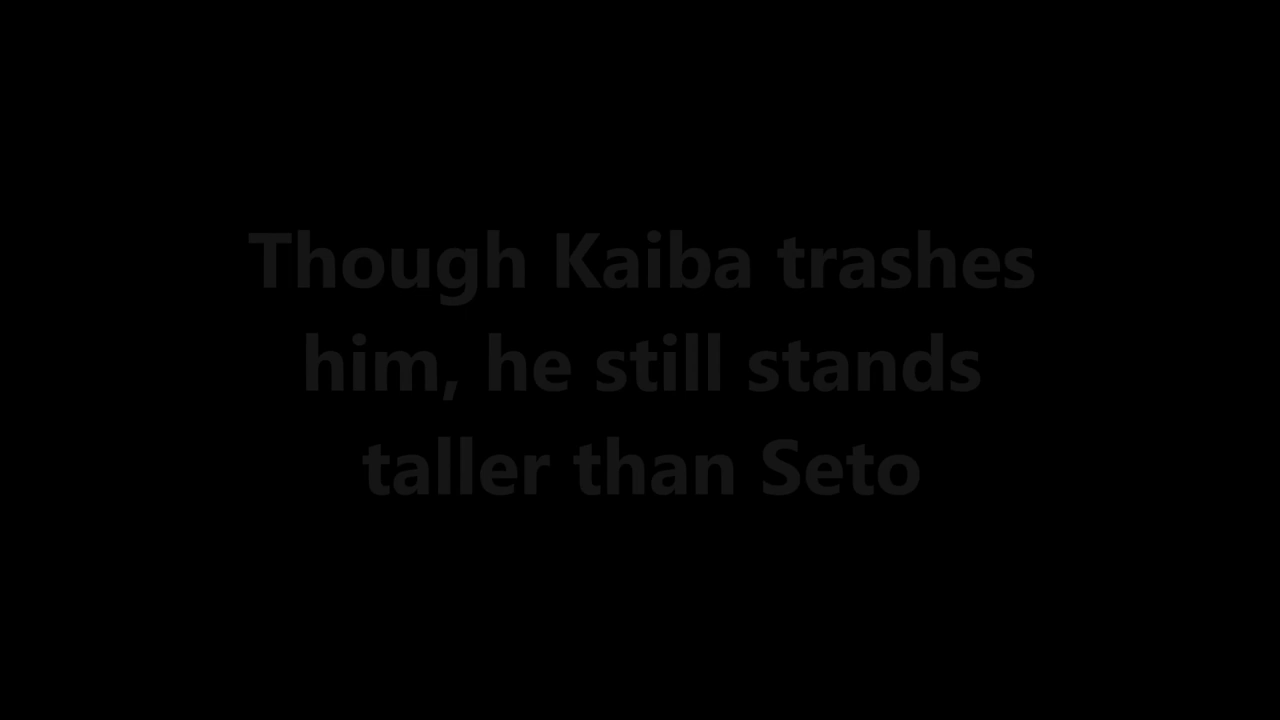 Though Kaiba trashes
him, he still stands
taller than Seto